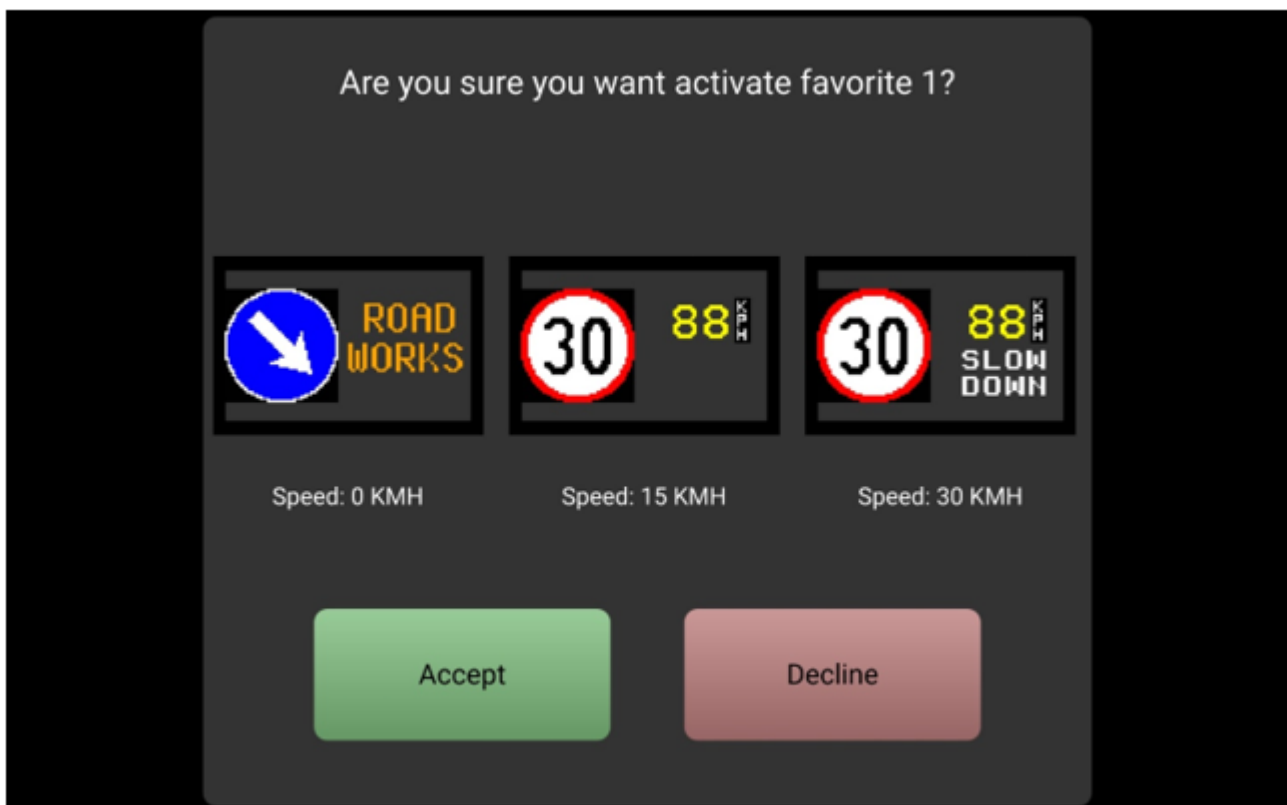 Are you sure you want activate favorite 1?
ROAD
WORKS
30
88 KPH
30
88 KPH
SLOW
DOWN
Speed: 0 KMH
Speed: 15 KMH
Speed: 30 KMH
Accept
Decline